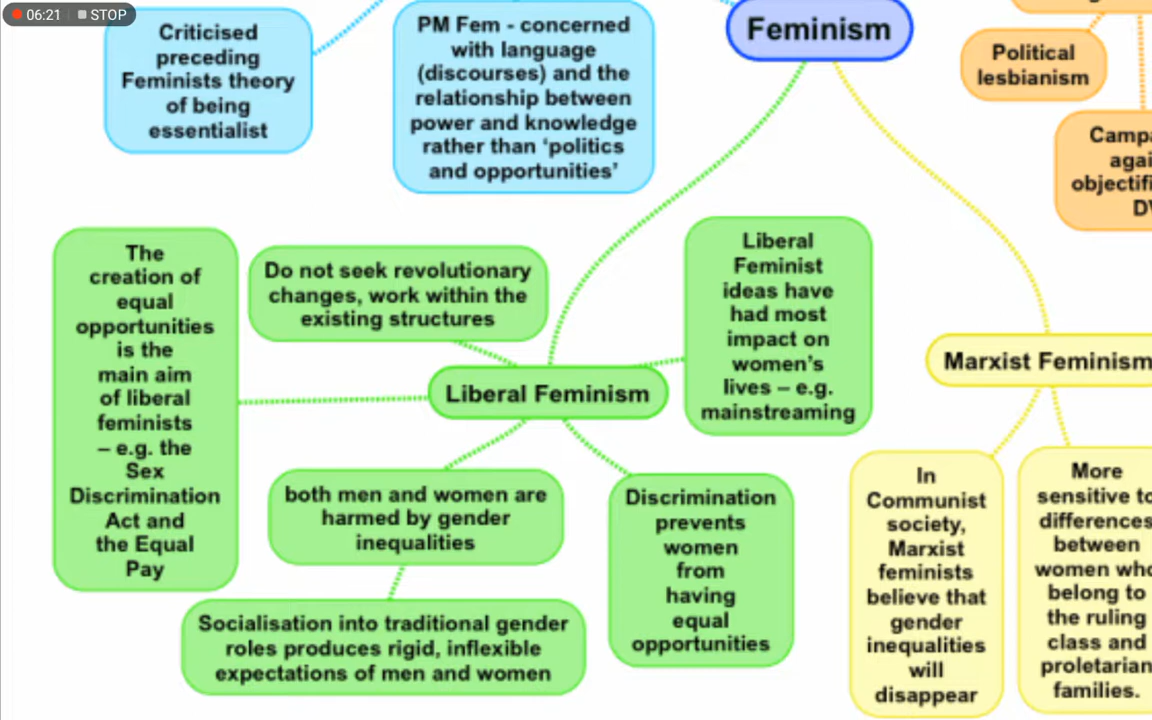 06:21 STOP
Criticised
preceding
Feminists theory
of being
essentialist
PM Fem - concerned
with language
(discourses) and the
relationship between
power and knowledge
rather than ‘politics
and opportunities’
Feminism
Political
lesbianism
The
creation of
equal
opportunities
is the
main aim
of liberal
feminists
– e.g. the
Sex
Discrimination
Act and
the Equal
Pay
Do not seek revolutionary
changes, work within the
existing structures
Liberal
Feminist
ideas have
had most
impact on
women’s
lives – e.g.
mainstreaming
Liberal Feminism
Marxist Feminism
both men and women are
harmed by gender
inequalities
Discrimination
prevents
women
from
having
equal
opportunities
Socialisation into traditional gender
roles produces rigid, inflexible
expectations of men and women
In
Communist
society,
Marxist
feminists
believe that
gender
inequalities
will
disappear
More
sensitive to
differences
between
women who
belong to
the ruling
class and
proletarian
families.